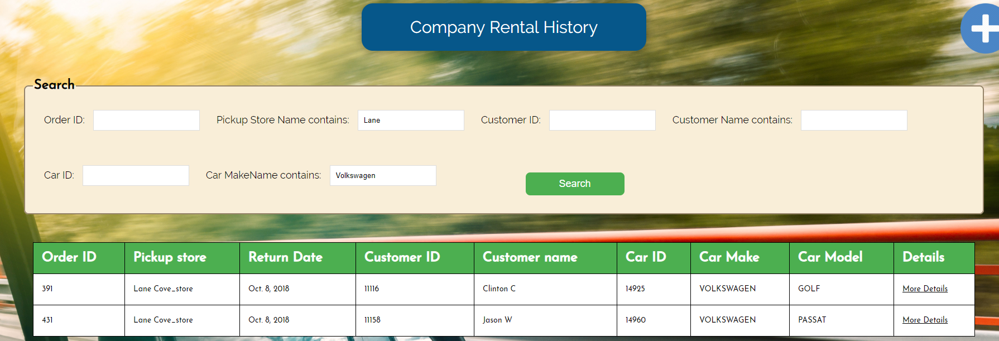 Company Rental History
Search
Order ID: Pickup Store Name contains: Lane Customer ID: Customer Name contains:
Car ID: Car MakeName contains: Volkswagen Search
Order ID Pickup store Return Date Customer ID Customer name Car ID Car Make Car Model Details
391 Lane Cove_store Oct. 8, 2018 11116 Clinton C 14925 VOLKSWAGEN GOLF More Details
431 Lane Cove_store Oct. 8, 2018 11158 Jason W 14960 VOLKSWAGEN PASSAT More Details